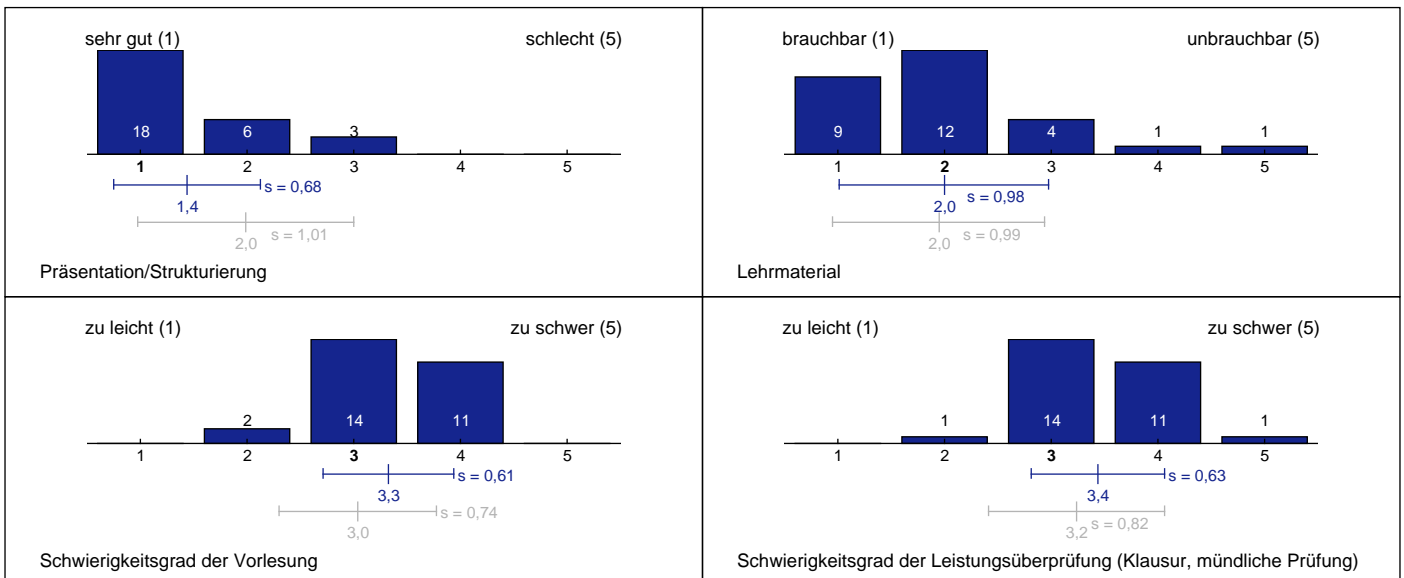 sehr gut (1) schlecht (5)
18 6 3
1 2 3 4 5
s = 0,68
1,4
s = 1,01
2,0
Präsentation/Strukturierung
brauchbar (1) unbrauchbar (5)
9 12 4 1 1
1 2 3 4 5
s = 0,98
2,0
s = 0,99
2,0
Lehrmaterial
zu leicht (1) zu schwer (5)
2 14 11
1 2 3 4 5
s = 0,61
3,3
s = 0,74
3,0
Schwierigkeitsgrad der Vorlesung
zu leicht (1) zu schwer (5)
1 14 11 1
1 2 3 4 5
s = 0,63
3,4
s = 0,82
3,2
Schwierigkeitsgrad der Leistungsüberprüfung (Klausur, mündliche Prüfung)